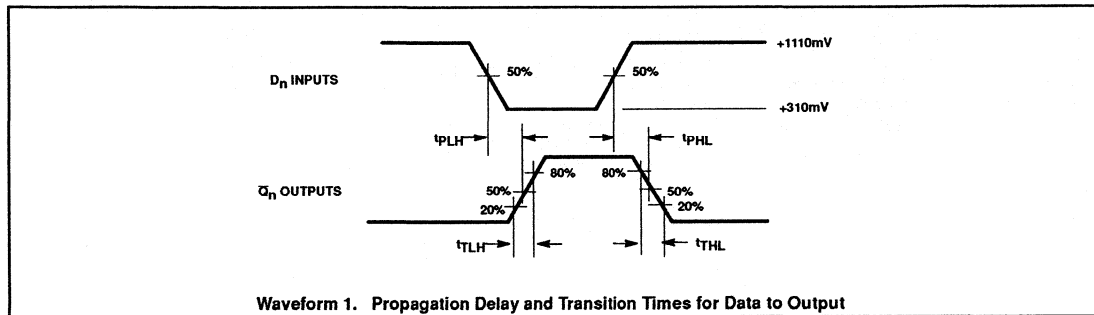 +1110mV
50% 50%
Dn INPUTS
+310mV
tPLH tPHL
80% 80%
Q̅n OUTPUTS 50% 50%
20% 20%
tTLH tTHL
Waveform 1. Propagation Delay and Transition Times for Data to Output